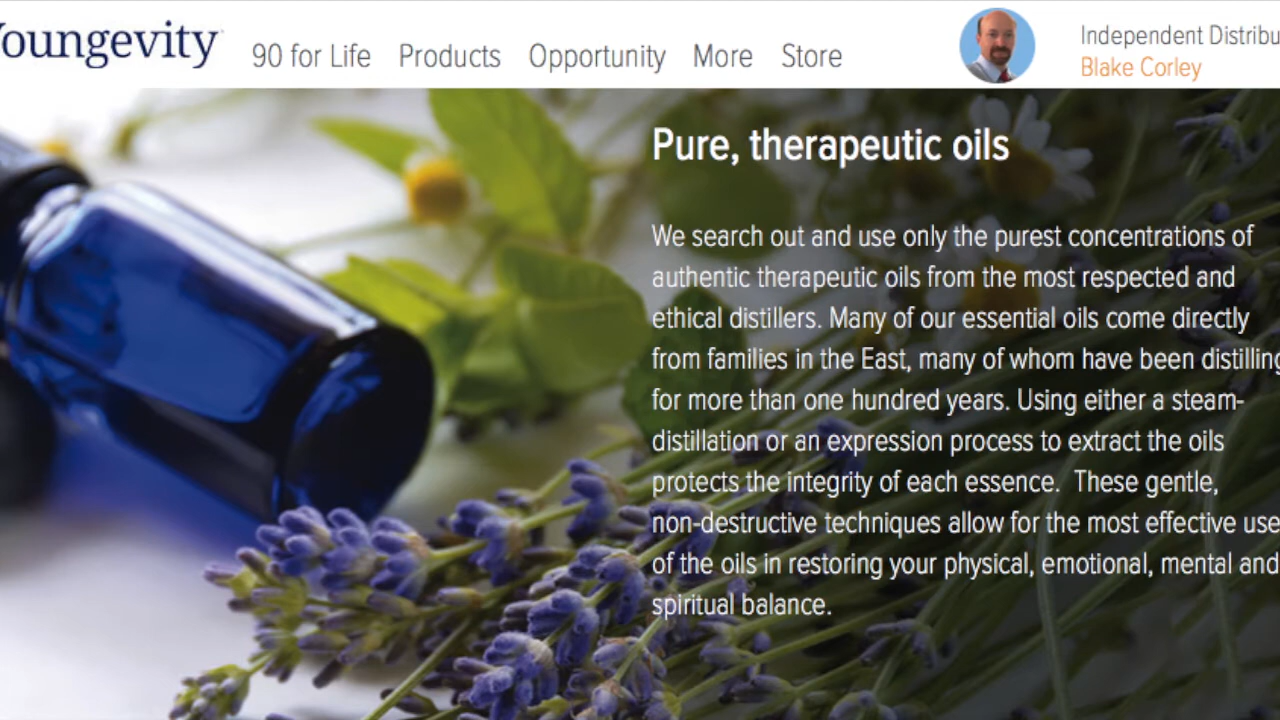 Youngevity
90 for Life Products Opportunity More Store
Independent Distribu
Blake Corley
Pure, therapeutic oils
We search out and use only the purest concentrations of
authentic therapeutic oils from the most respected and
ethical distillers. Many of our essential oils come directly
from families in the East, many of whom have been distilling
for more than one hundred years. Using either a steam-
distillation or an expression process to extract the oils
protects the integrity of each essence. These gentle,
non-destructive techniques allow for the most effective use
of the oils in restoring your physical, emotional, mental and
spiritual balance.